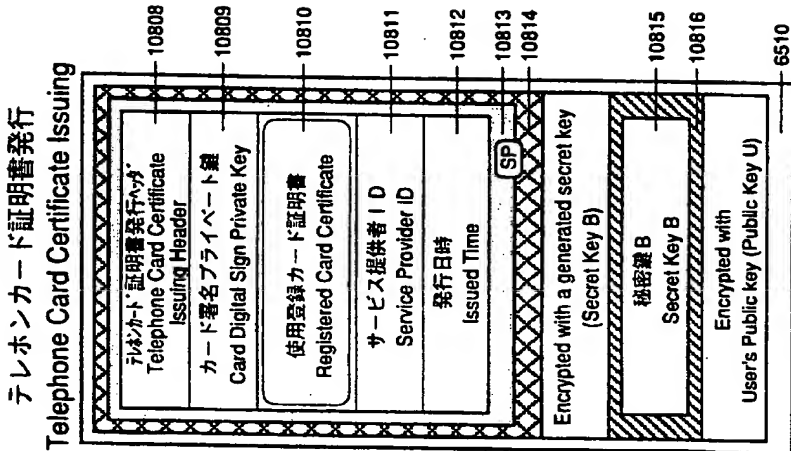 テレホンカード証明書発行
Telephone Card Certificate Issuing
テレホンカード証明書発行ヘッダ
Telephone Card Certificate
Issuing Header
10808
カード署名プライベート鍵
Card Digital Sign Private Key
10809
使用登録カード証明書
Registered Card Certificate
10810
サービス提供者ID
Service Provider ID
10811
発行日時
Issued Time
10812
10813
SP
10814
Encrypted with a generated secret key
(Secret Key B)
秘密鍵B
Secret Key B
10815
10816
Encrypted with
User's Public key (Public Key U)
6510